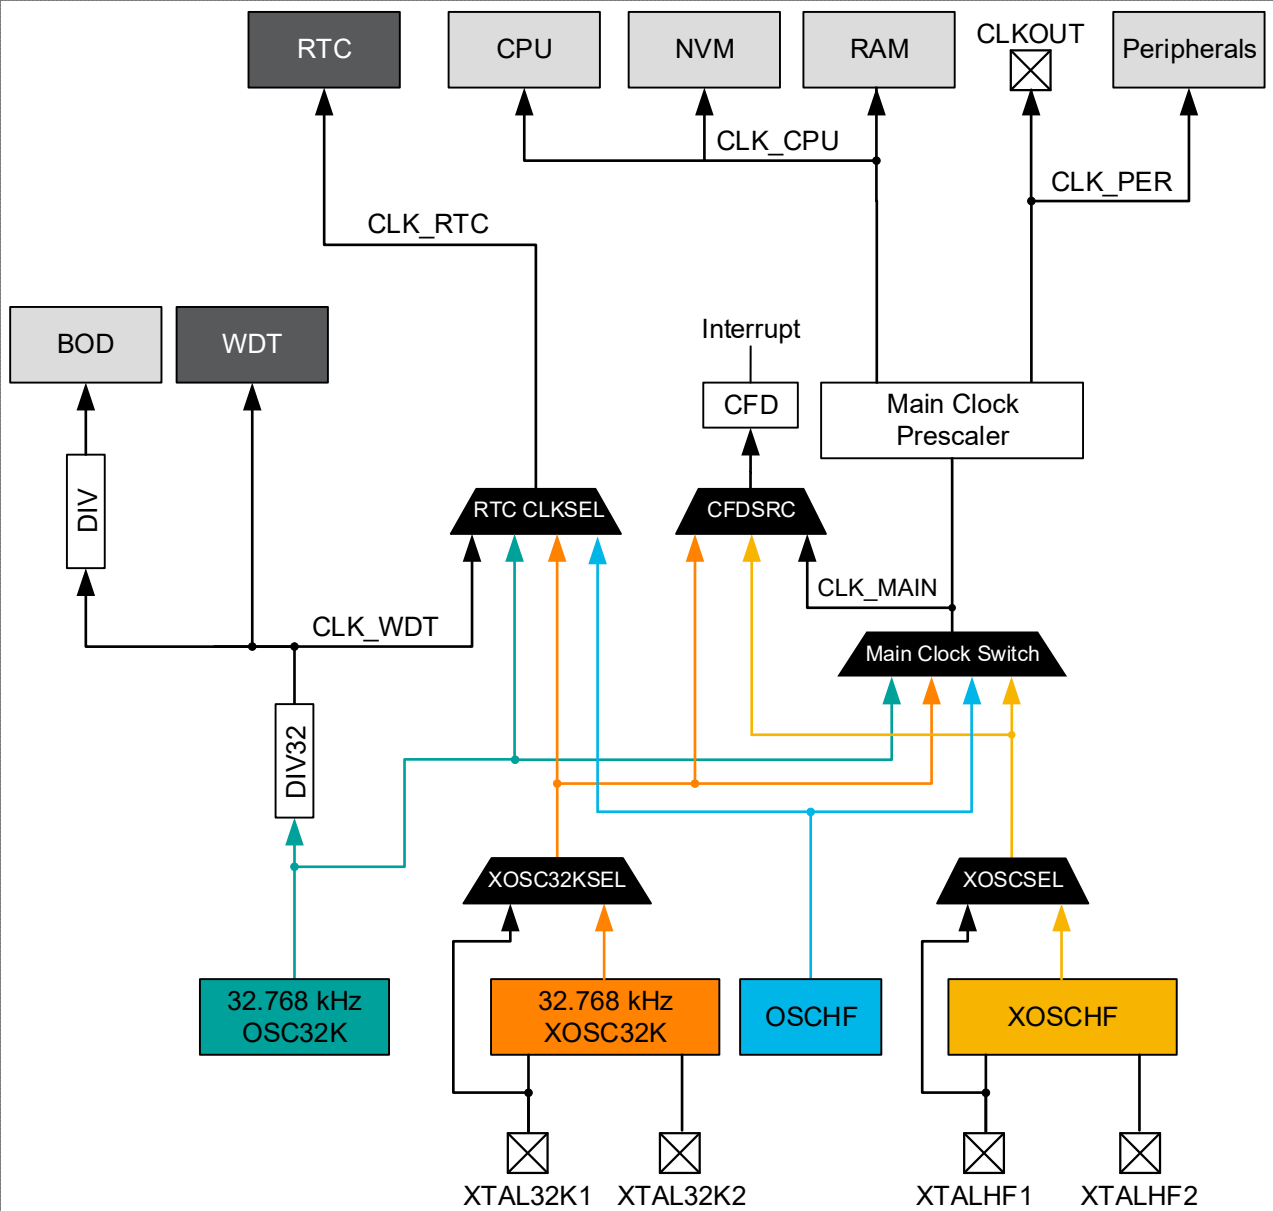 CLKOUT
RTC
CPU
NVM
RAM
Peripherals
CLK_CPU
CLK_PER
CLK_RTC
BOD
WDT
Interrupt
CFD
Main Clock
Prescaler
DIV
RTC CLKSEL
CFDSRC
CLK_MAIN
CLK_WDT
Main Clock Switch
DIV32
XOSC32KSEL
XOSCSEL
32.768 kHz
OSC32K
32.768 kHz
XOSC32K
OSCHF
XOSCHF
XTAL32K1
XTAL32K2
XTALHF1
XTALHF2